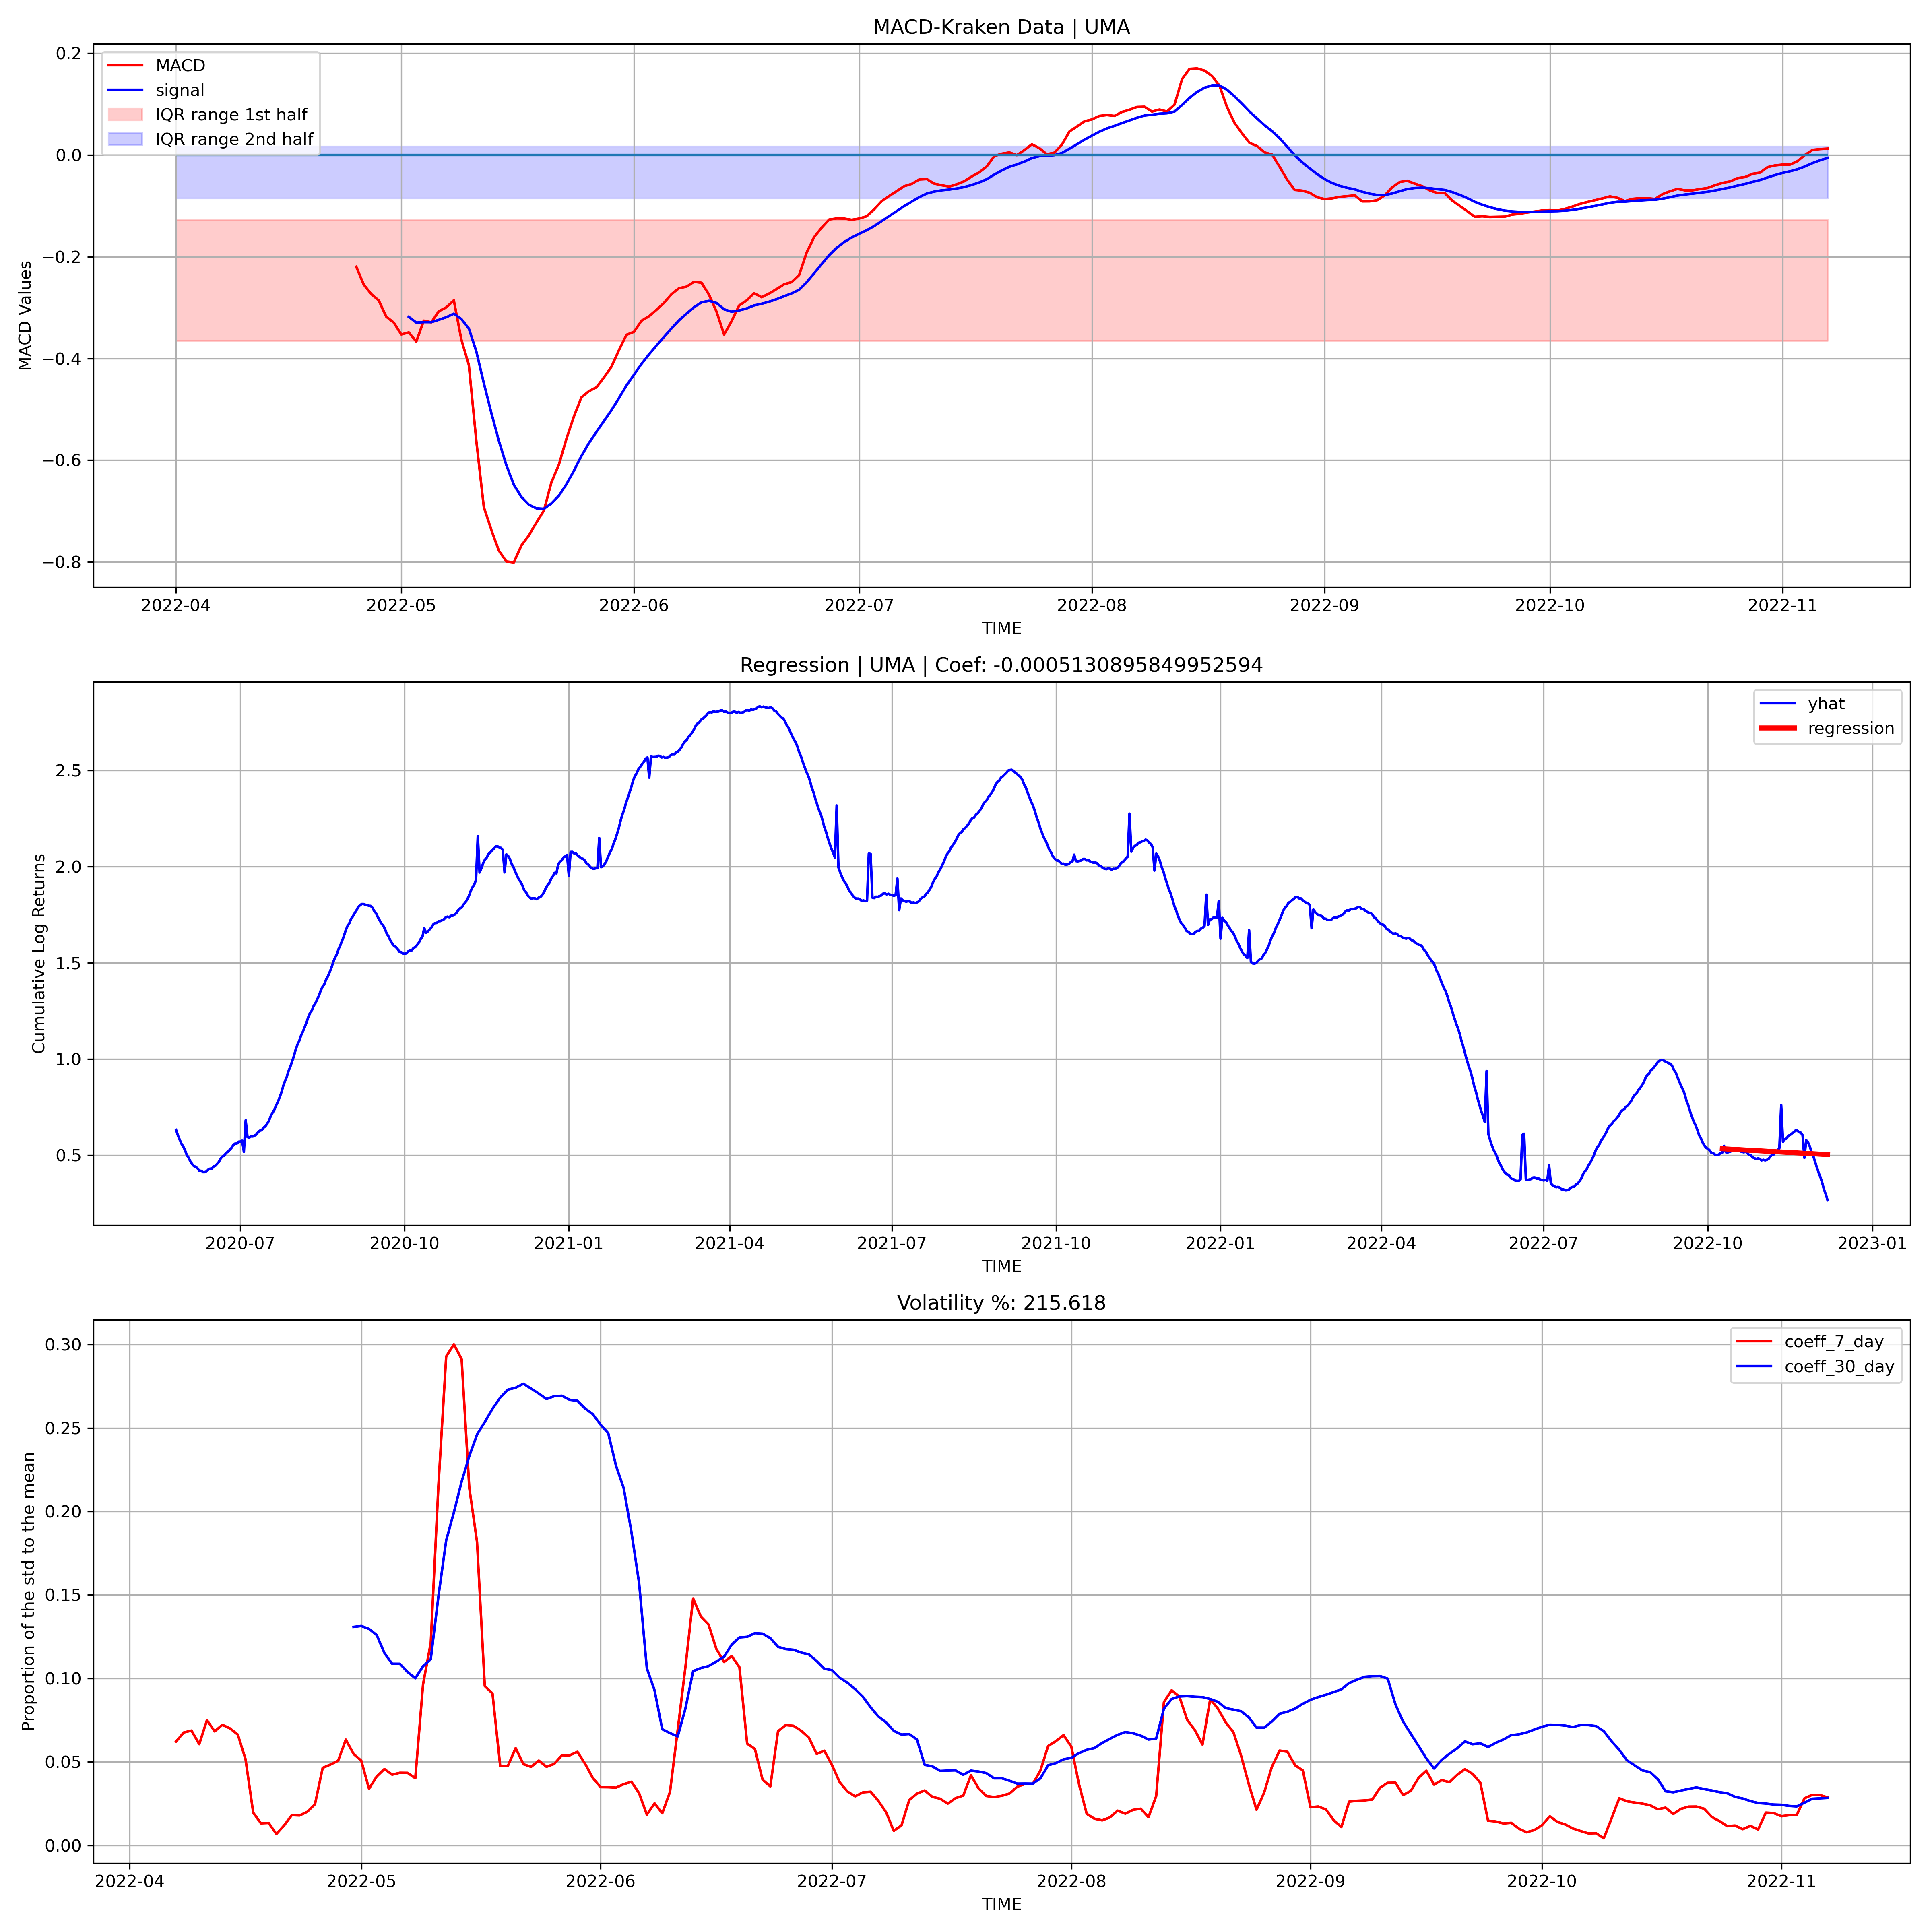 MACD-Kraken Data | UMA
MACD
signal
IQR range 1st half
IQR range 2nd half
MACD Values
0.2
0.0
−0.2
−0.4
−0.6
−0.8
2022-04 2022-05 2022-06 2022-07 2022-08 2022-09 2022-10 2022-11
TIME
Regression | UMA | Coef: -0.0005130895849952594
yhat
regression
Cumulative Log Returns
2.5
2.0
1.5
1.0
0.5
2020-07 2020-10 2021-01 2021-04 2021-07 2021-10 2022-01 2022-04 2022-07 2022-10 2023-01
TIME
Volatility %: 215.618
coeff_7_day
coeff_30_day
Proportion of the std to the mean
0.30
0.25
0.20
0.15
0.10
0.05
0.00
2022-04 2022-05 2022-06 2022-07 2022-08 2022-09 2022-10 2022-11
TIME